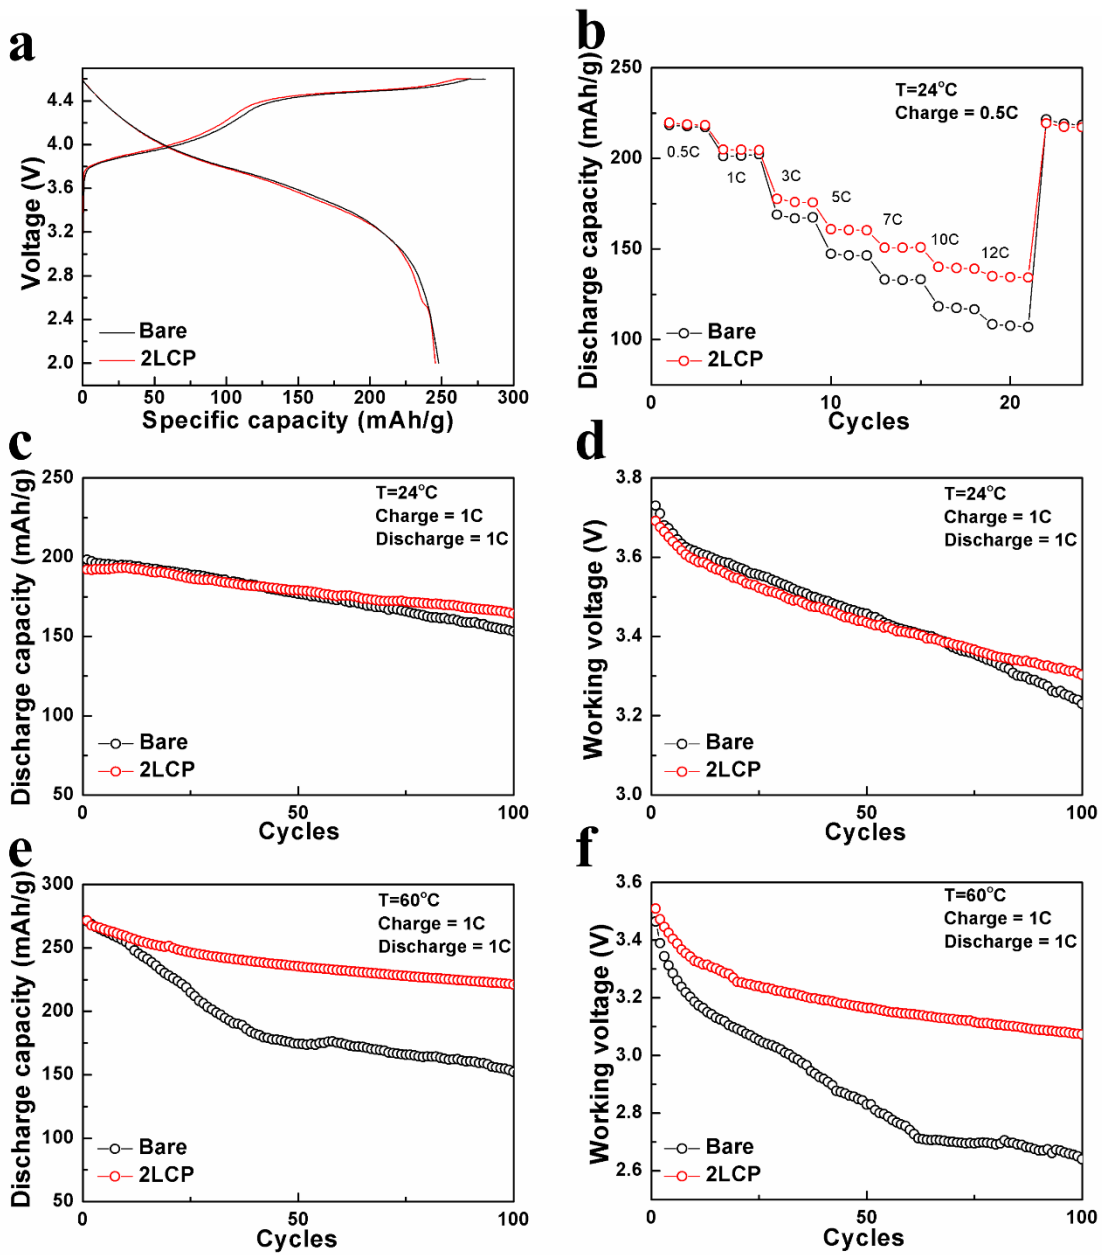 a
4.4
4.0
3.6
3.2
2.8
2.4
2.0
Voltage (V)
Bare
2LCP
0 50 100 150 200 250 300
Specific capacity (mAh/g)
b
250
200
150
100
Discharge capacity (mAh/g)
T=24°C
Charge = 0.5C
0.5C
1C
3C
5C
7C
10C
12C
Bare
2LCP
10 20
Cycles
c
250
200
150
100
50
Discharge capacity (mAh/g)
T=24°C
Charge = 1C
Discharge = 1C
Bare
2LCP
0 50 100
Cycles
d
3.8
3.6
3.4
3.2
3.0
Working voltage (V)
T=24°C
Charge = 1C
Discharge = 1C
Bare
2LCP
0 50 100
Cycles
e
300
250
200
150
100
50
Discharge capacity (mAh/g)
T=60°C
Charge = 1C
Discharge = 1C
Bare
2LCP
0 50 100
Cycles
f
3.6
3.4
3.2
3.0
2.8
2.6
Working voltage (V)
T=60°C
Charge = 1C
Discharge = 1C
Bare
2LCP
0 50 100
Cycles